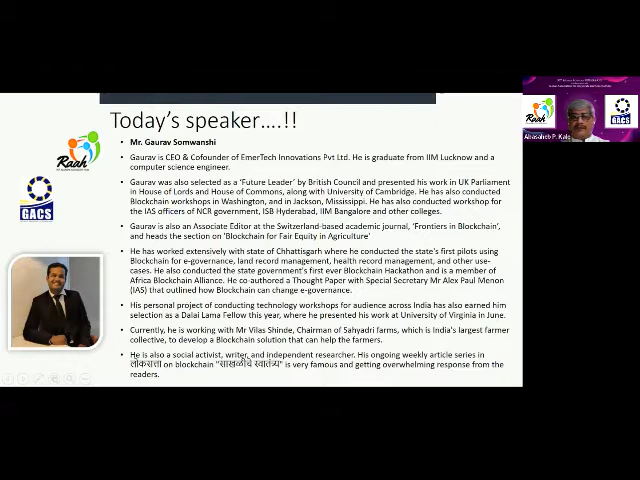 Today's speaker....!!
• Mr. Gaurav Somwanshi
• Gaurav is CEO & Cofounder of EmerTech Innovations Pvt Ltd. He is graduate from IIM Lucknow and a
computer science engineer.
• Gaurav was also selected as a 'Future Leader' by British Council and presented his work in UK Parliament
in House of Lords and House of Commons, along with University of Cambridge. He has also conducted
Blockchain workshops in Washington, and in Jackson, Mississippi. He has also conducted workshop for
the IAS officers of NCR government, ISB Hyderabad, IIM Bangalore and other colleges.
• Gaurav is also an Associate Editor at the Switzerland-based academic journal, 'Frontiers in Blockchain',
and heads the section on 'Blockchain for Fair Equity in Agriculture'
• He has worked extensively with state of Chhattisgarh where he conducted the state's first pilots using
Blockchain for e-governance, land record management, health record management, and other use-
cases. He also conducted the state government's first ever Blockchain Hackathon and is a member of
Africa Blockchain Alliance. He co-authored a Thought Paper with Special Secretary Mr Alex Paul Menon
(IAS) that outlined how Blockchain can change e-governance.
• His personal project of conducting technology workshops for audience across India has also earned him
selection as a Dalai Lama Fellow this year, where he presented his work at University of Virginia in June.
• Currently, he is working with Mr Vilas Shinde, Chairman of Sahyadri farms, which is India's largest farmer
collective, to develop a Blockchain solution that can help the farmers.
• He is also a social activist, writer, and independent researcher. His ongoing weekly article series in
लोकसत्ता on blockchain "साखळीचे स्वातंत्र्य" is very famous and getting overwhelming response from the
readers.
Raah
GACS
Raah
GACS
Abasaheb P. Kale